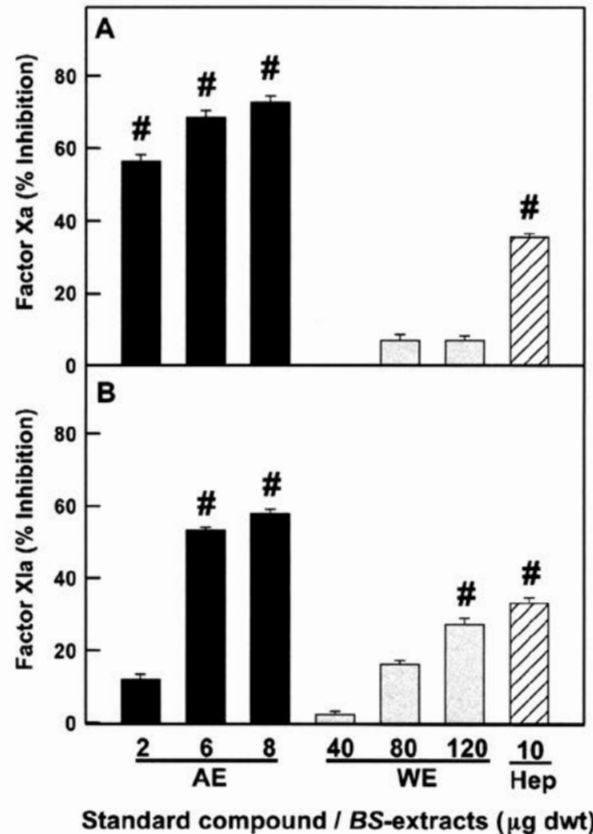 A
Factor Xa (% Inhibition)
80
60
40
20
0
# # # #
B
Factor XIa (% Inhibition)
80
60
40
20
0
# # # #
2 6 8 40 80 120 10
AE WE Hep
Standard compound / BS-extracts (μg dwt)